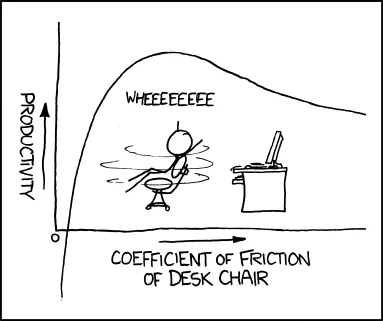 WHEEEEEEEE
PRODUCTIVITY
0
COEFFICIENT OF FRICTION
OF DESK CHAIR